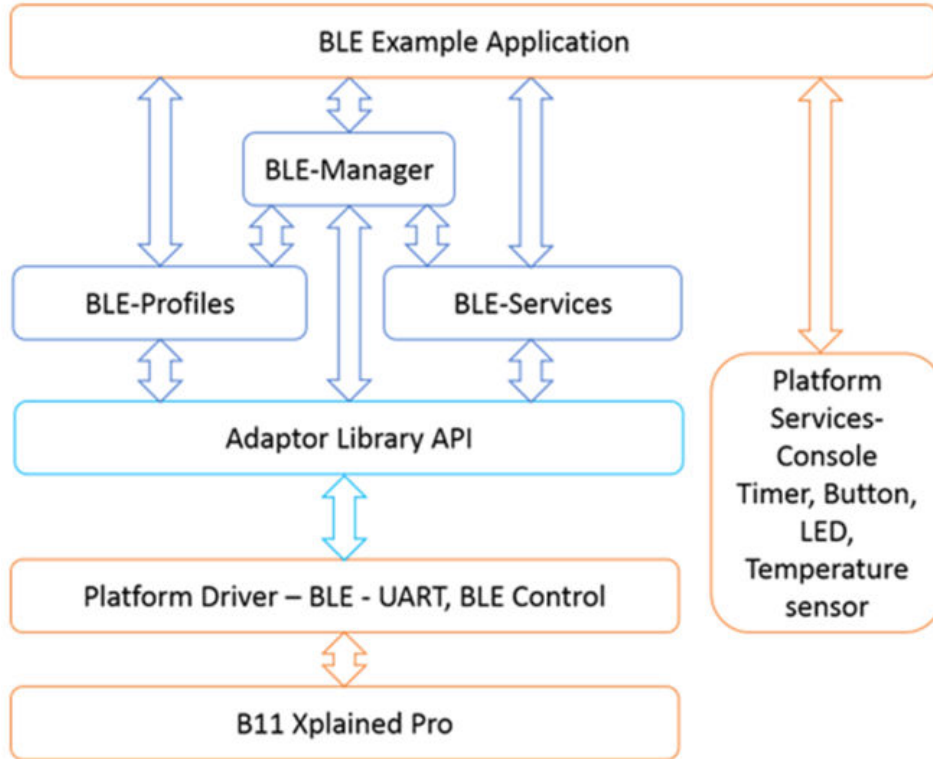 BLE Example Application
BLE-Manager
BLE-Profiles
BLE-Services
Adaptor Library API
Platform
Services-
Console
Timer, Button,
LED,
Temperature
sensor
Platform Driver – BLE - UART, BLE Control
B11 Xplained Pro